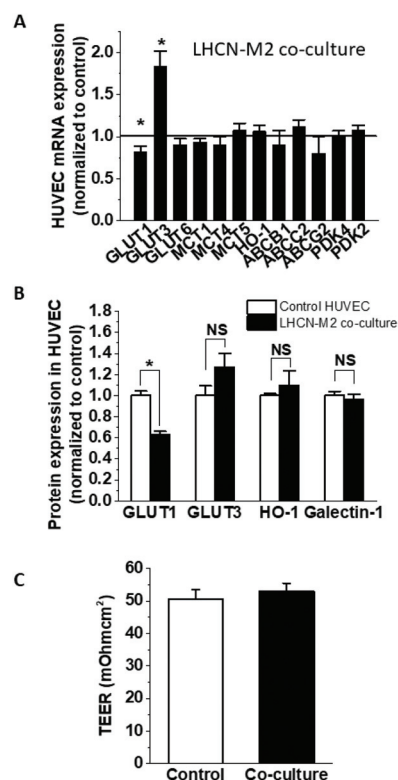 A
LHCN-M2 co-culture
HUVEC mRNA expression
(normalized to control)
2.0
1.5
1.0
0.5
0.0
*
*
GLUT1
GLUT3
GLUT6
MCT1
MCT4
MCT5
HO-1
ABCB1
ABCC2
ABCG2
PDK4
PDK2
B
Protein expression in HUVEC
(normalized to control)
1.4
1.2
1.0
0.8
0.6
0.4
0.2
0.0
Control HUVEC
LHCN-M2 co-culture
*
NS
NS
NS
GLUT1 GLUT3 HO-1 Galectin-1
C
TEER (mOhmcm²)
60
50
40
30
20
10
0
Control Co-culture